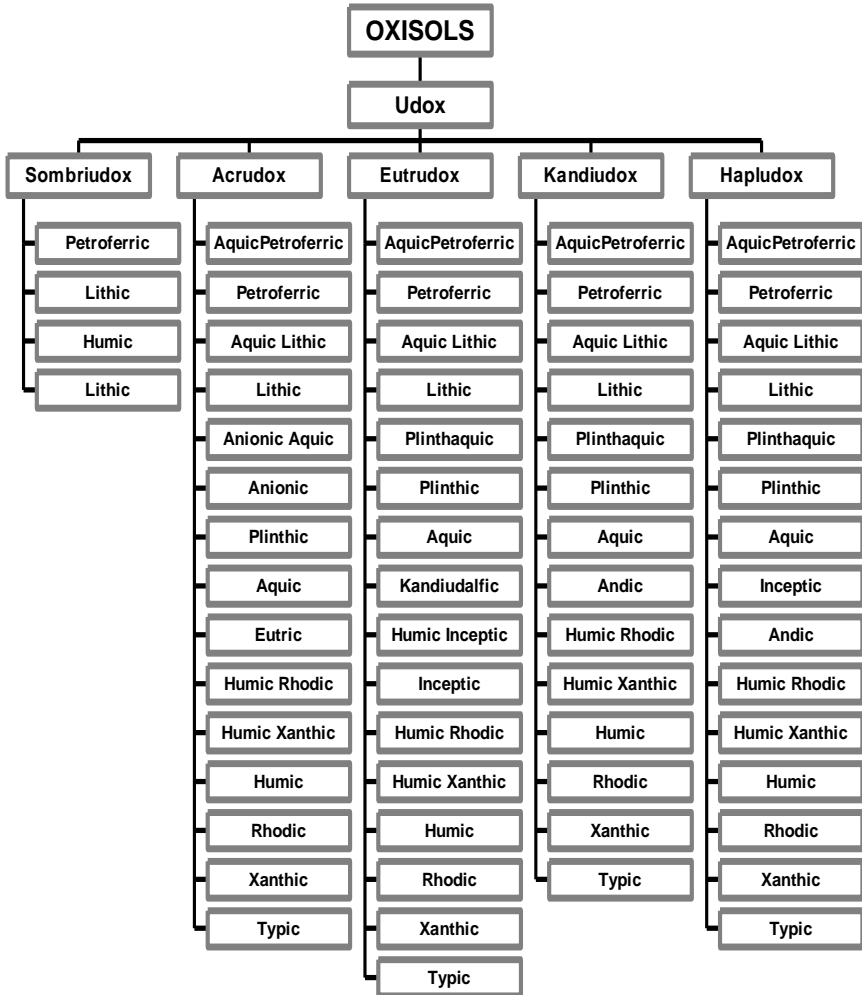 OXISOLS
Udox
Sombriudox
Acrudox
Eutrudox
Kandiudox
Hapludox
Petroferric
Lithic
Humic
Lithic
AquicPetroferric
Petroferric
Aquic Lithic
Lithic
Anionic Aquic
Anionic
Plinthic
Aquic
Eutric
Humic Rhodic
Humic Xanthic
Humic
Rhodic
Xanthic
Typic
AquicPetroferric
Petroferric
Aquic Lithic
Lithic
Plinthaquic
Plinthic
Aquic
Kandiudalfic
Humic Inceptic
Inceptic
Humic Rhodic
Humic Xanthic
Humic
Rhodic
Xanthic
Typic
AquicPetroferric
Petroferric
Aquic Lithic
Lithic
Plinthaquic
Plinthic
Aquic
Andic
Humic Rhodic
Humic Xanthic
Humic
Rhodic
Xanthic
Typic
AquicPetroferric
Petroferric
Aquic Lithic
Lithic
Plinthaquic
Plinthic
Aquic
Inceptic
Andic
Humic Rhodic
Humic Xanthic
Humic
Rhodic
Xanthic
Typic